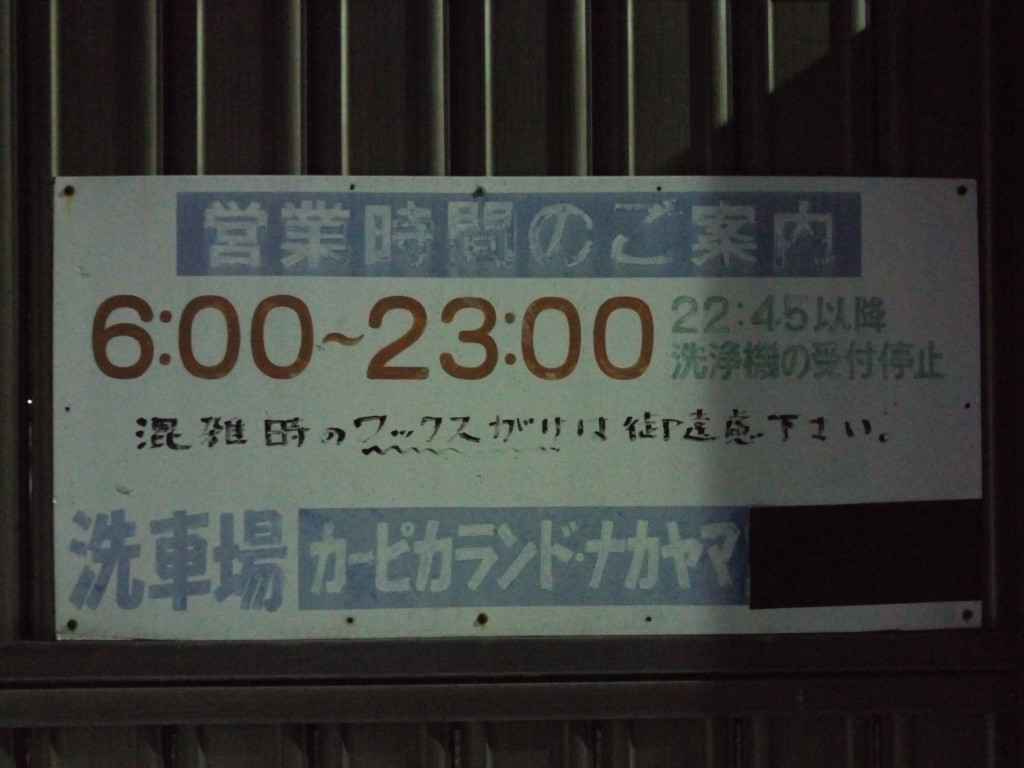 営業時間のご案内
6:00~23:00
22:45以降
洗浄機の受付停止
混雑時のワックスがけは御遠慮下さい。
洗車場 カーピカランド・ナカヤマ